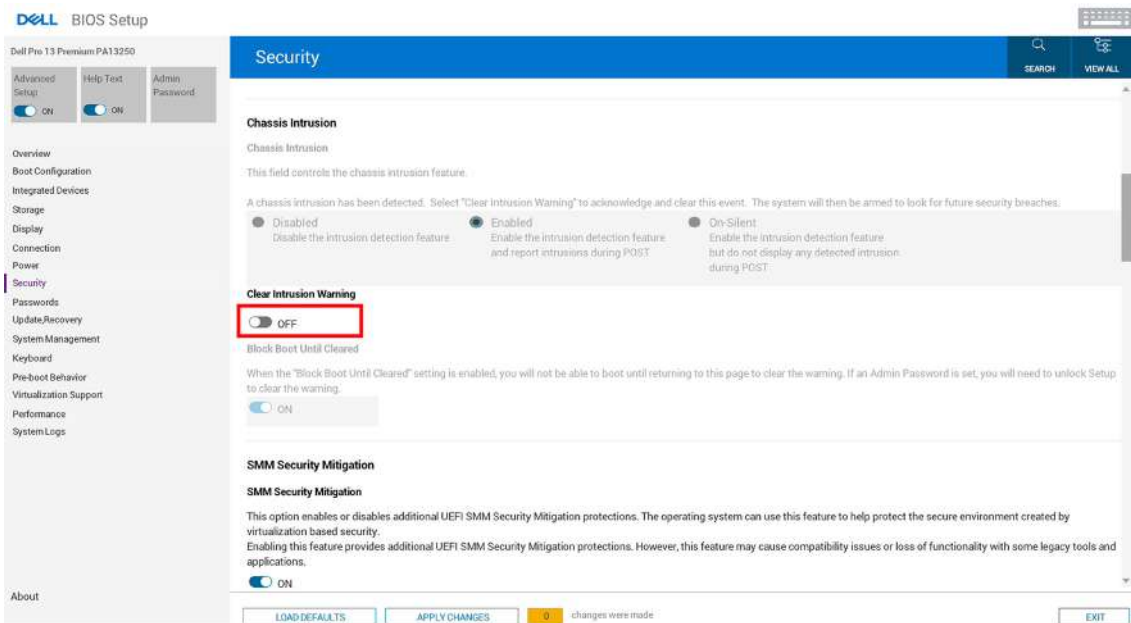 DELL BIOS Setup
Dell Pro 13 Premium PA13250
Advanced Setup
ON
Help Text
ON
Admin Password
Overview
Boot Configuration
Integrated Devices
Storage
Display
Connection
Power
Security
Passwords
Update,Recovery
System Management
Keyboard
Pre-boot Behavior
Virtualization Support
Performance
System Logs
About
Security
SEARCH
VIEW ALL
Chassis Intrusion
Chassis Intrusion
This field controls the chassis intrusion feature.
A chassis intrusion has been detected. Select "Clear Intrusion Warning" to acknowledge and clear this event. The system will then be armed to look for future security breaches.
Disabled
Disable the intrusion detection feature
Enabled
Enable the intrusion detection feature
and report intrusions during POST
On-Silent
Enable the intrusion detection feature
but do not display any detected intrusion
during POST
Clear Intrusion Warning
OFF
Block Boot Until Cleared
When the "Block Boot Until Cleared" setting is enabled, you will not be able to boot until returning to this page to clear the warning. If an Admin Password is set, you will need to unlock Setup
to clear the warning.
ON
SMM Security Mitigation
SMM Security Mitigation
This option enables or disables additional UEFI SMM Security Mitigation protections. The operating system can use this feature to help protect the secure environment created by
virtualization based security.
Enabling this feature provides additional UEFI SMM Security Mitigation protections. However, this feature may cause compatibility issues or loss of functionality with some legacy tools and
applications.
ON
LOAD DEFAULTS
APPLY CHANGES
0 changes were made
EXIT